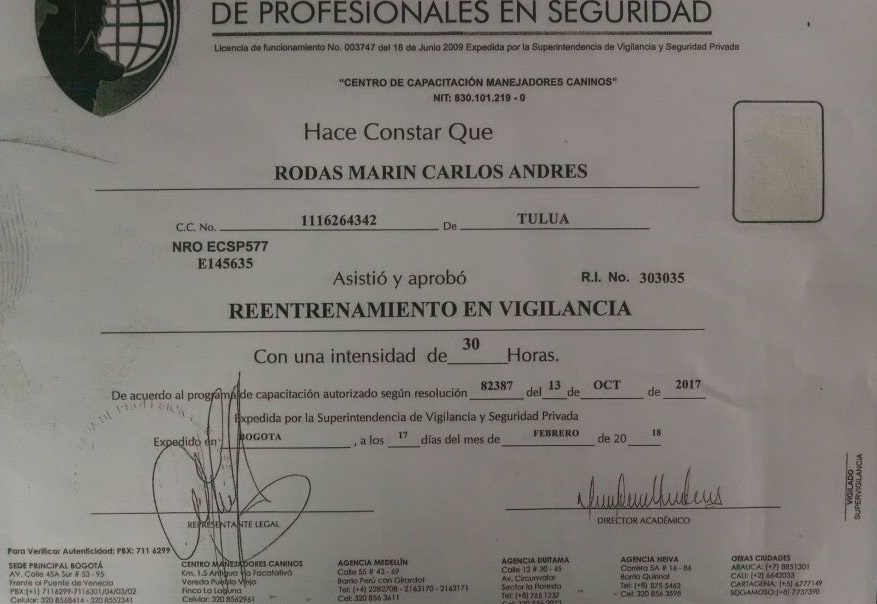 DE PROFESIONALES EN SEGURIDAD
Licencia de funcionamiento No. 003747 del 18 de Junio 2009 Expedida por la Superintendencia de Vigilancia y Seguridad Privada
"CENTRO DE CAPACITACIÓN MANEJADORES CANINOS"
NIT: 830.101.219 - 0
Hace Constar Que
RODAS MARIN CARLOS ANDRES
C.C. No. 1116264342 De TULUA
NRO ECSP577
E145635
Asistió y aprobó R.I. No. 303035
REENTRENAMIENTO EN VIGILANCIA
Con una intensidad de 30 Horas.
De acuerdo al programa de capacitación autorizado según resolución 82387 del 13 de OCT de 2017
Expedida por la Superintendencia de Vigilancia y Seguridad Privada
Expedido en BOGOTA, a los 17 días del mes de FEBRERO de 20 18
VIGILADO
SUPERVIGILANCIA
REPRESENTANTE LEGAL
DIRECTOR ACADÉMICO
Para Verificar Autenticidad: PBX: 711 6299
SEDE PRINCIPAL BOGOTÁ
AV. Calle 45A Sur # 53 - 95
Frente al Puente de Venecia
PBX:(+1) 7116299-7116301/04/03/02
Celular: 320 8568414 - 320 8552341
CENTRO MANEJADORES CANINOS
Km. 1.5 Antigua vía Facatativá
Vereda Pueblo Viejo
Finca La Laguna
Celular: 320 8562961
AGENCIA MEDELLÍN
Calle 55 # 42 - 69
Barrio Perú con Girardot
Tel: (+4) 2282708 - 2163170 - 2163171
Cel: 320 856 3611
AGENCIA DUITAMA
Calle 12 # 30 - 45
Av. Circunvalar
Sector la Floresta
Tel: (+8) 765 1237
AGENCIA NEIVA
Carrera 5A # 16 - 86
Barrio Quirinal
Tel: (+8) 875 5462
Cel: 320 856 3598
OTRAS CIUDADES
ARAUCA: (+7) 8851301
CALI: (+2) 6642033
CARTAGENA: (+5) 6777149
SOGAMOSO:(+8) 7737390